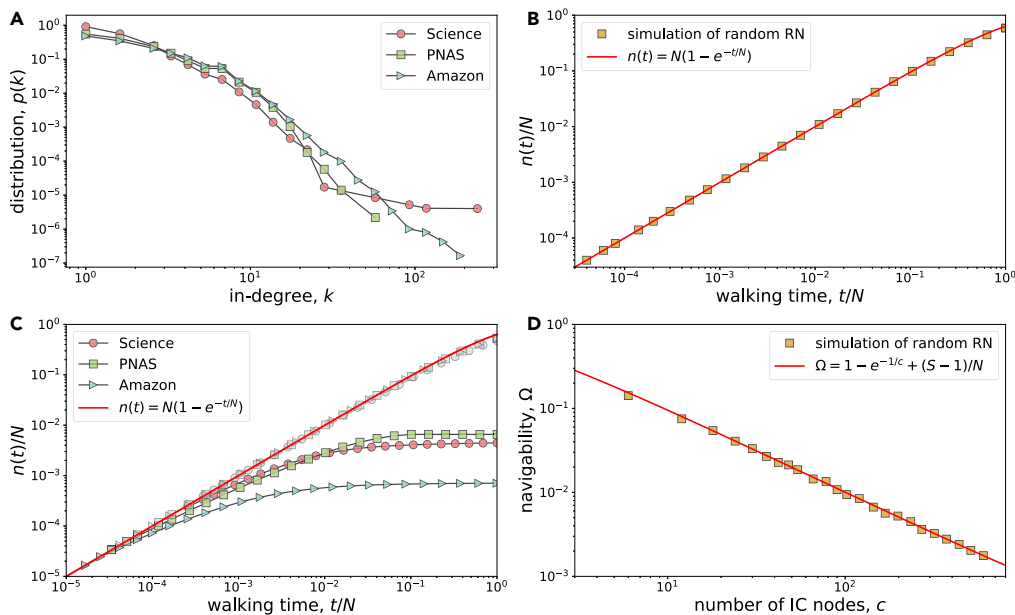 A
distribution, p(k)
10^0
10^-1
10^-2
10^-3
10^-4
10^-5
10^-6
10^-7
Science
PNAS
Amazon
10^0 10^1 10^2
in-degree, k
B
n(t)/N
10^0
10^-1
10^-2
10^-3
10^-4
simulation of random RN
n(t) = N(1 − e^{-t/N})
10^-4 10^-3 10^-2 10^-1 10^0
walking time, t/N
C
n(t)/N
10^0
10^-1
10^-2
10^-3
10^-4
10^-5
Science
PNAS
Amazon
n(t) = N(1 − e^{-t/N})
10^-5 10^-4 10^-3 10^-2 10^-1 10^0
walking time, t/N
D
navigability, Ω
10^0
10^-1
10^-2
10^-3
simulation of random RN
Ω = 1 − e^{-1/c} + (S − 1)/N
10^1 10^2
number of IC nodes, c